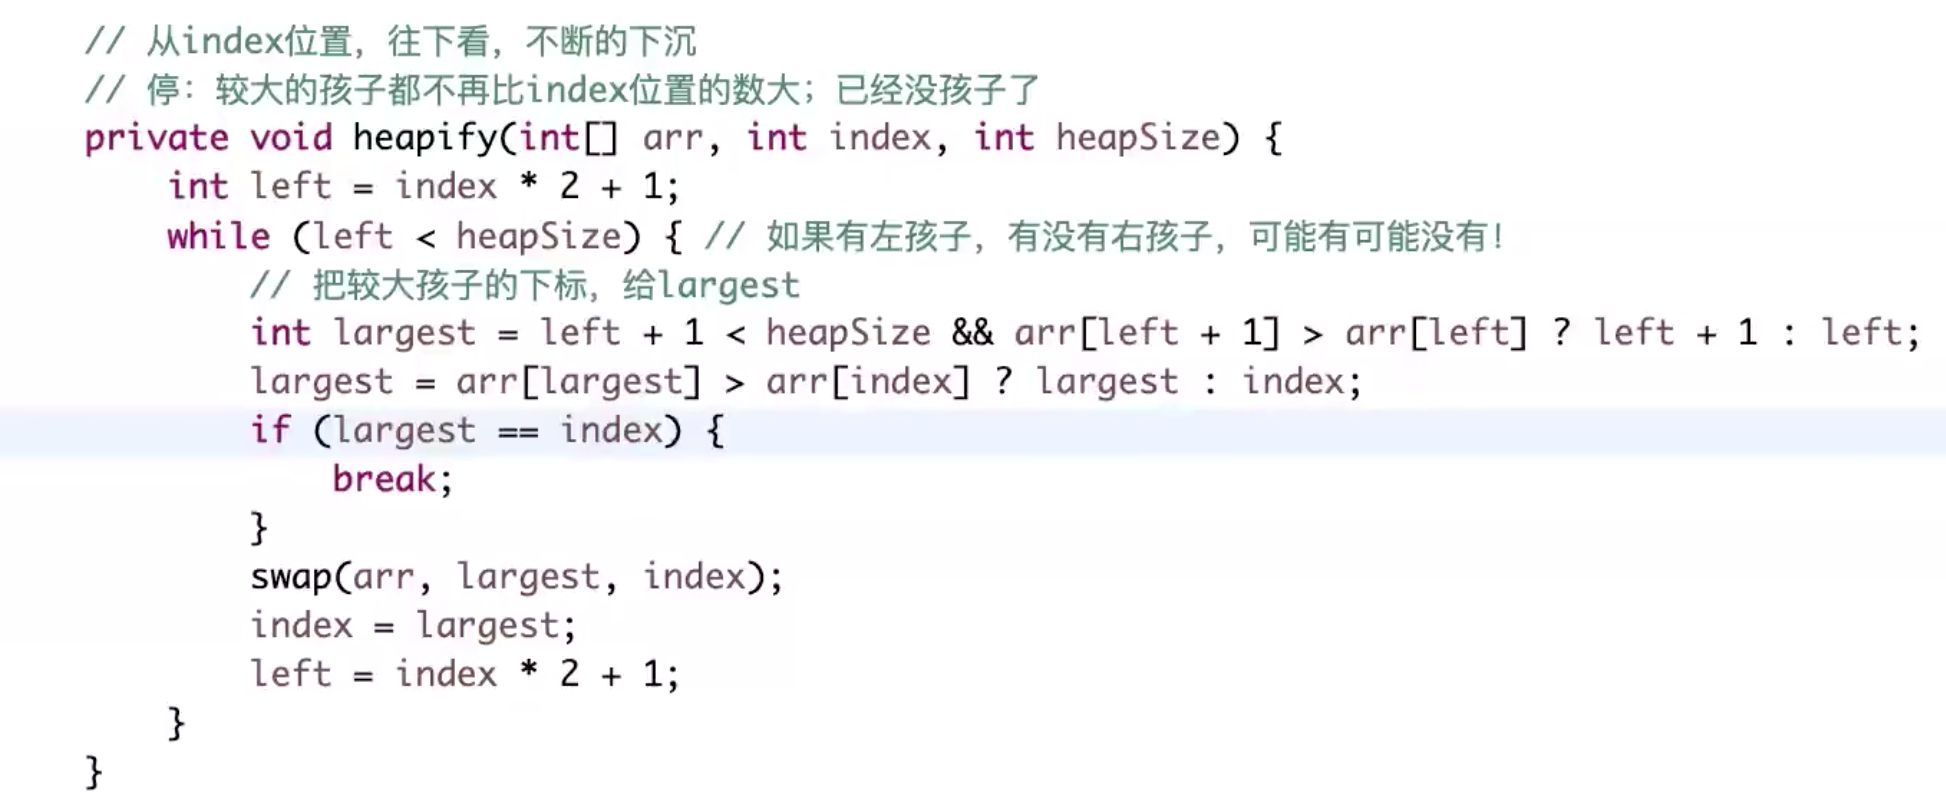 // 从index位置，往下看，不断的下沉
// 停：较大的孩子都不再比index位置的数大；已经没孩子了
private void heapify(int[] arr, int index, int heapSize) {
    int left = index * 2 + 1;
    while (left < heapSize) { // 如果有左孩子，有没有右孩子，可能有可能没有！
        // 把较大孩子的下标，给largest
        int largest = left + 1 < heapSize && arr[left + 1] > arr[left] ? left + 1 : left;
        largest = arr[largest] > arr[index] ? largest : index;
        if (largest == index) {
            break;
        }
        swap(arr, largest, index);
        index = largest;
        left = index * 2 + 1;
    }
}